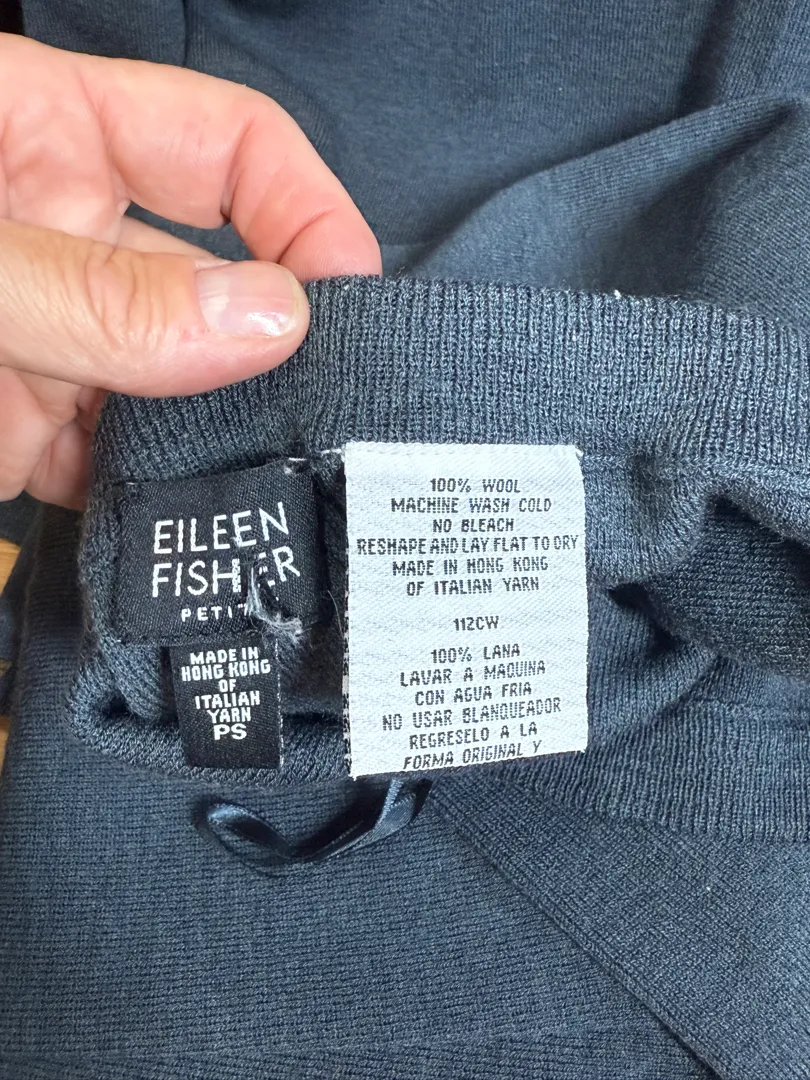 EILEEN
FISHER
PETITE
MADE IN
HONG KONG
OF
ITALIAN
YARN
PS
100% WOOL
MACHINE WASH COLD
NO BLEACH
RESHAPE AND LAY FLAT TO DRY
MADE IN HONG KONG
OF ITALIAN YARN
112CW
100% LANA
LAVAR A MAQUINA
CON AGUA FRIA
NO USAR BLANQUEADOR
REGRESELO A LA
FORMA ORIGINAL Y